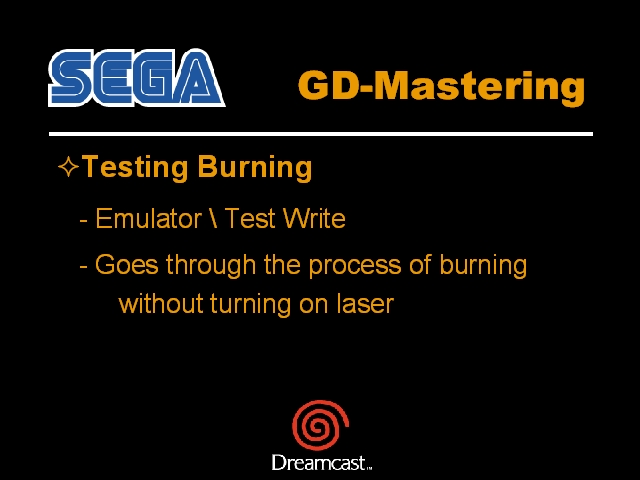 SEGA
GD-Mastering
Testing Burning
- Emulator \ Test Write
- Goes through the process of burning
without turning on laser
Dreamcast™